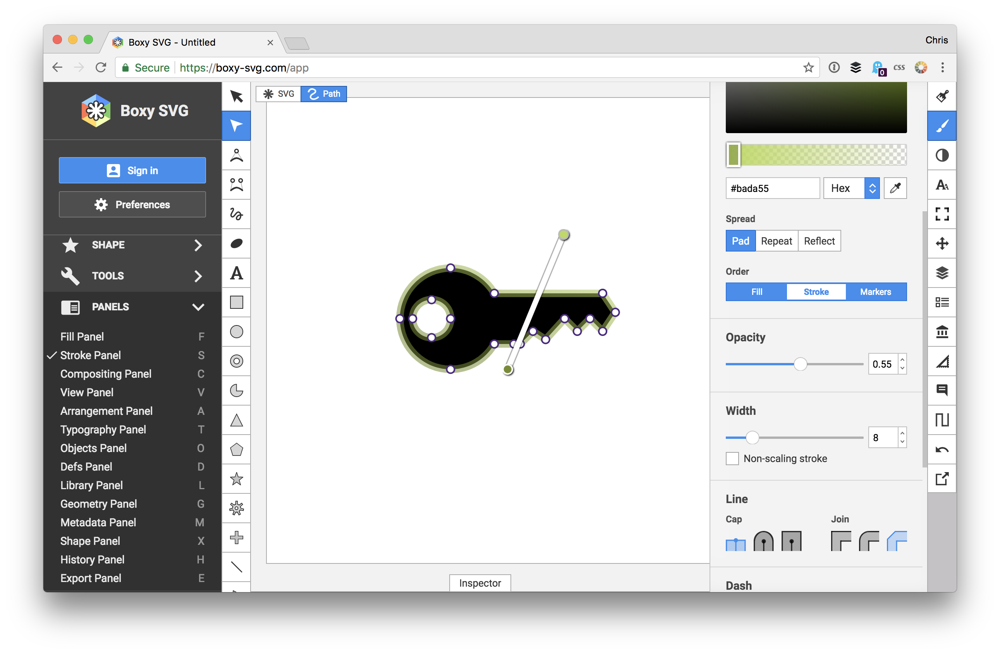 Boxy SVG - Untitled
Chris
Secure https://boxy-svg.com/app
0
css
Boxy SVG
Sign in
Preferences
SHAPE
TOOLS
PANELS
Fill Panel F
Stroke Panel S
Compositing Panel C
View Panel V
Arrangement Panel A
Typography Panel T
Objects Panel O
Defs Panel D
Library Panel L
Geometry Panel G
Metadata Panel M
Shape Panel X
History Panel H
Export Panel E
A
SVG Path
Inspector
#bada55 Hex
Spread
Pad Repeat Reflect
Order
Fill Stroke Markers
Opacity
0.55
Width
8
Non-scaling stroke
Line
Cap Join
Dash
AA